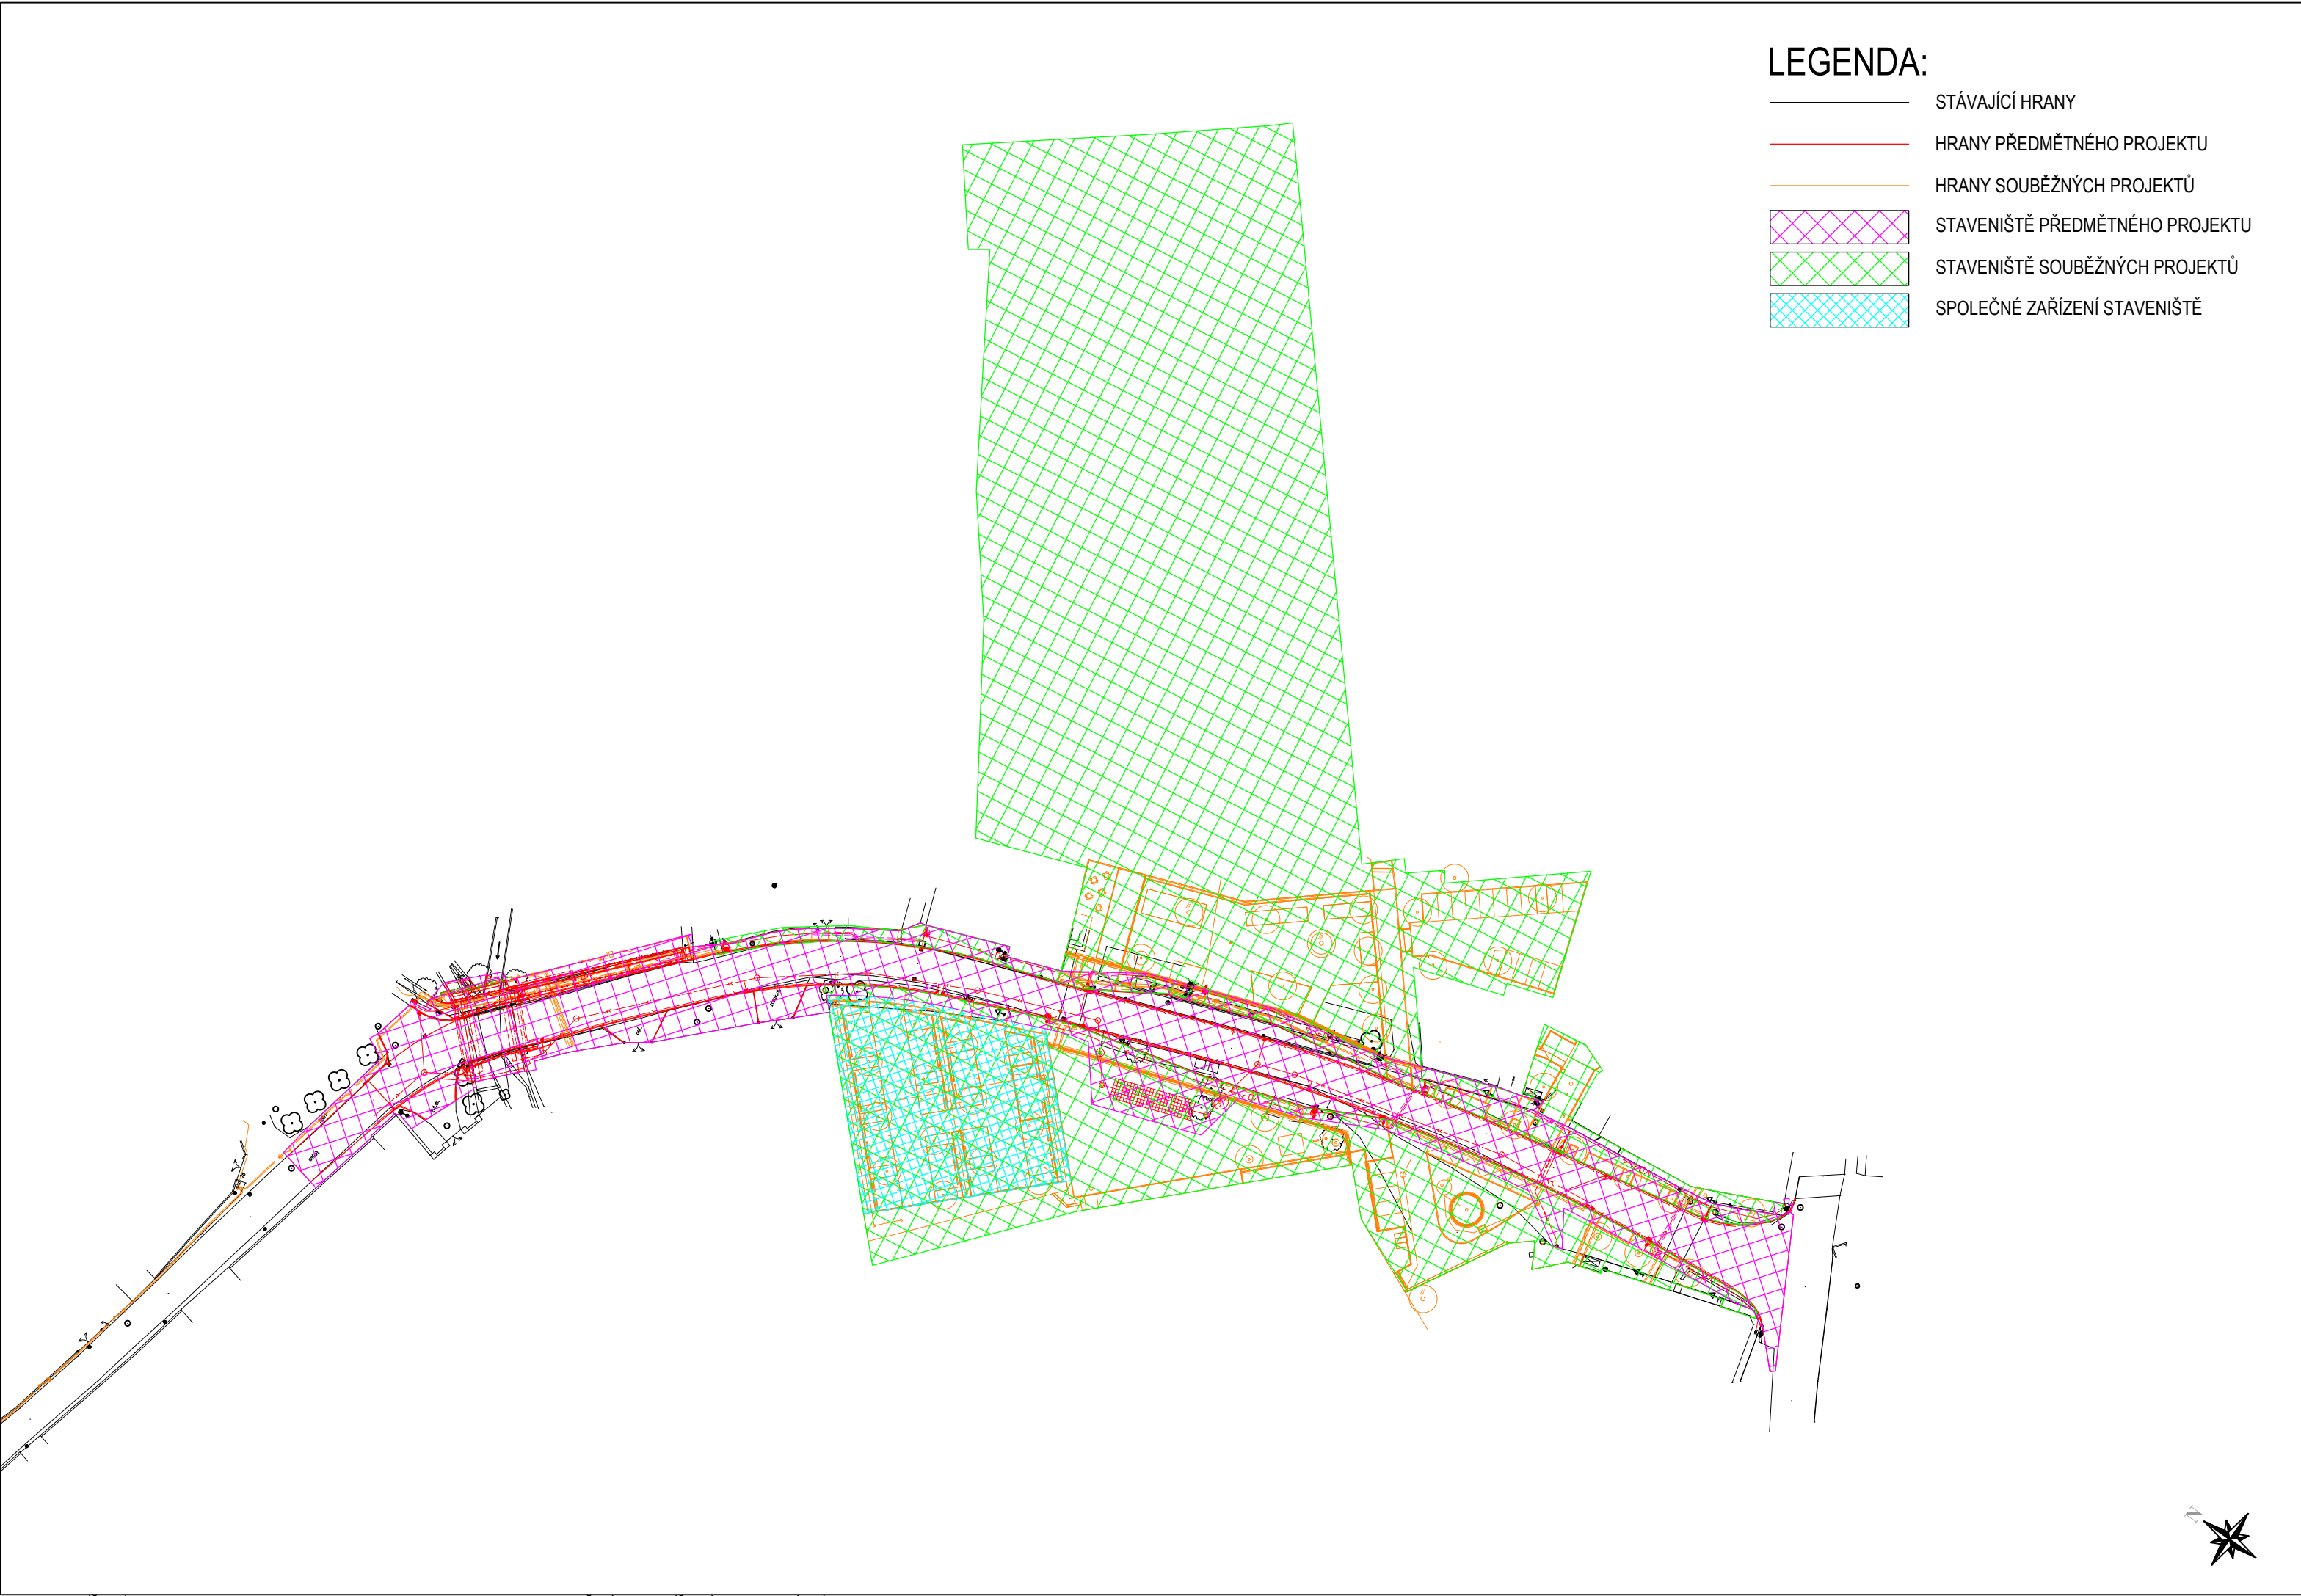 LEGENDA:
STÁVAJÍCÍ HRANY
HRANY PŘEDMĚTNÉHO PROJEKTU
HRANY SOUBĚŽNÝCH PROJEKTŮ
STAVENIŠTĚ PŘEDMĚTNÉHO PROJEKTU
STAVENIŠTĚ SOUBĚŽNÝCH PROJEKTŮ
SPOLEČNÉ ZAŘÍZENÍ STAVENIŠTĚ